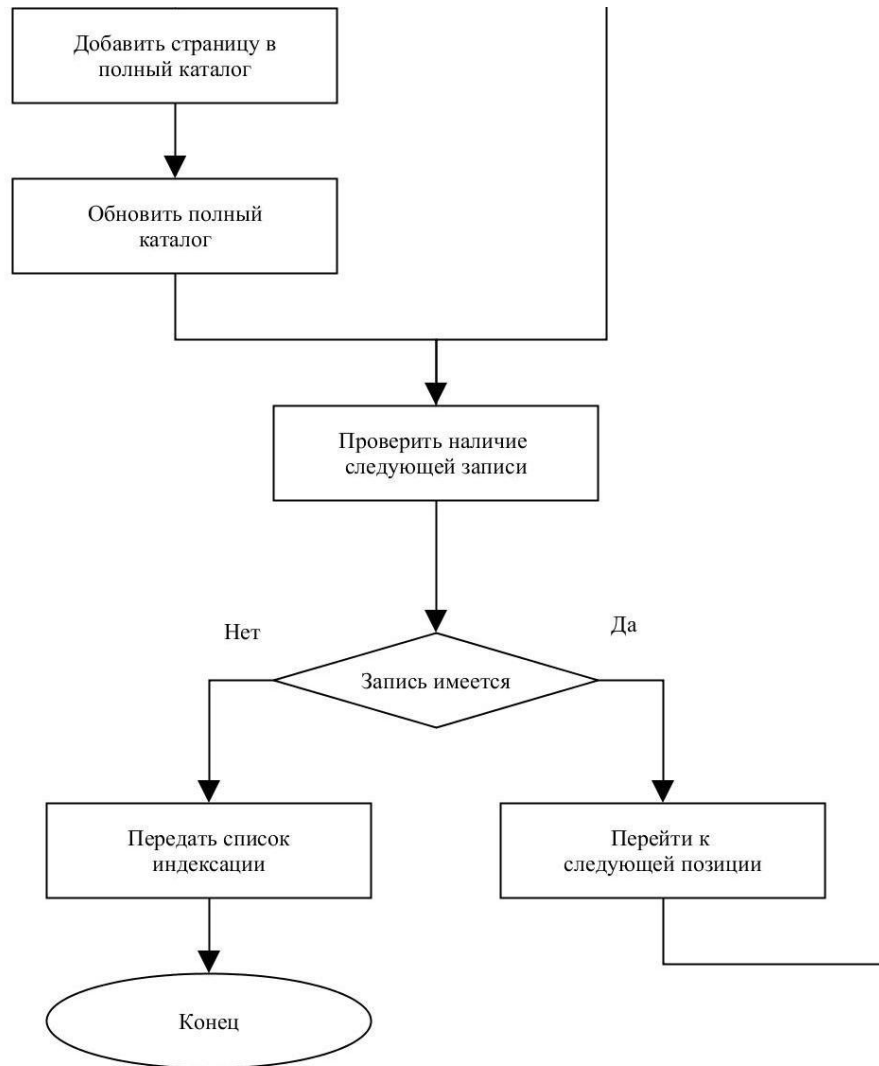 Добавить страницу в
полный каталог
Обновить полный
каталог
Проверить наличие
следующей записи
Нет
Да
Запись имеется
Передать список
индексации
Перейти к
следующей позиции
Конец